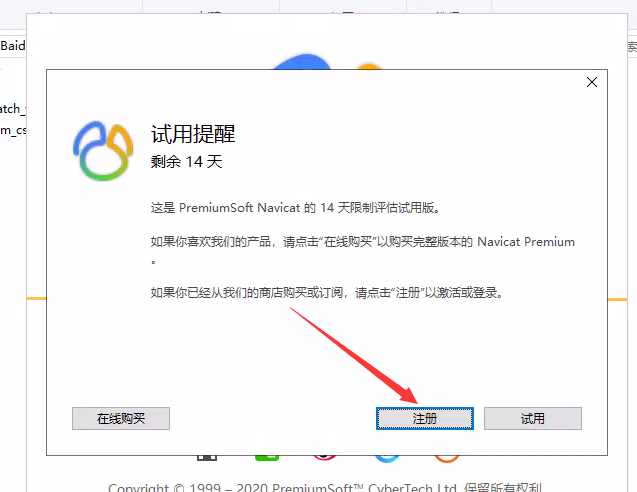 Baid
索
atch_
m_cs
试用提醒
剩余 14 天
这是 PremiumSoft Navicat 的 14 天限制评估试用版。
如果你喜欢我们的产品，请点击“在线购买”以购买完整版本的 Navicat Premium
。
如果你已经从我们的商店购买或订阅，请点击“注册”以激活或登录。
在线购买
注册
试用
Copyright © 1999 – 2020 PremiumSoft™ CyberTech Ltd. 保留所有权利